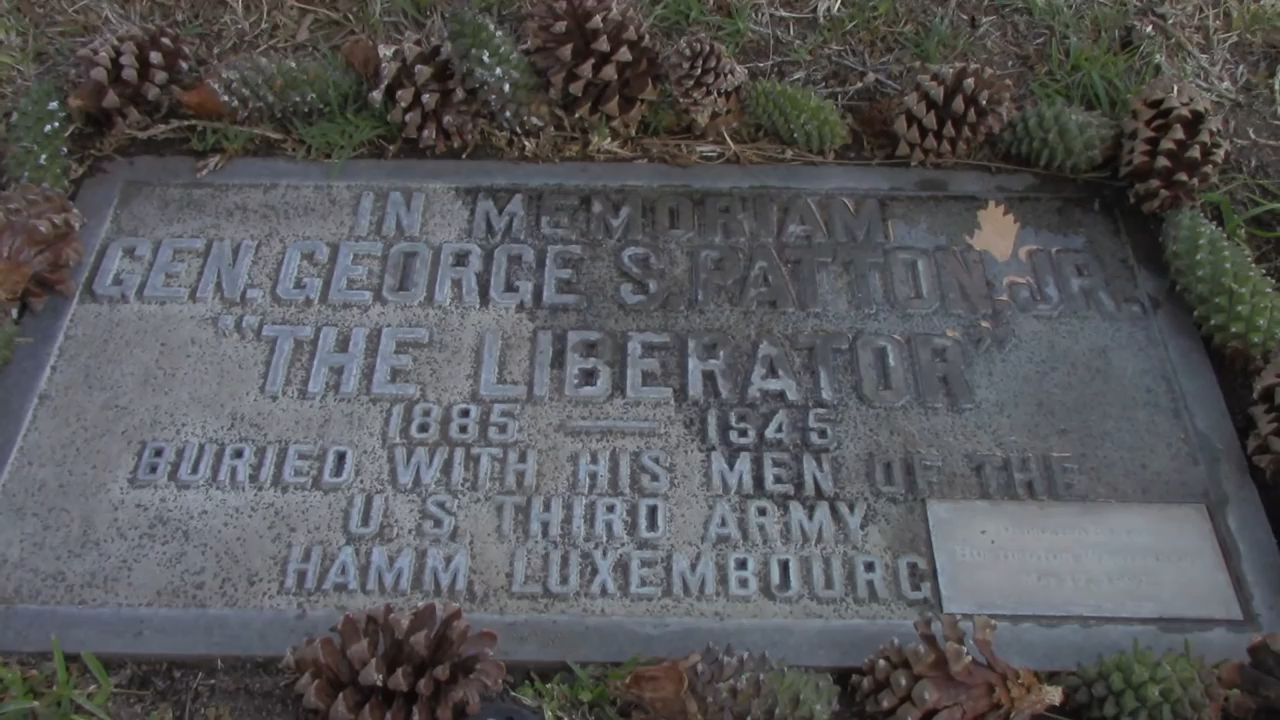 IN MEMORIAM
GEN. GEORGE S. PATTON, JR.
"THE LIBERATOR"
1885 — 1945
BURIED WITH HIS MEN OF THE
U S THIRD ARMY
HAMM LUXEMBOURG